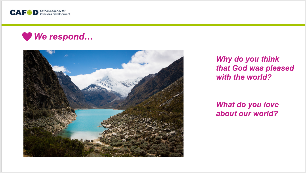 CAFOD
We respond...
Why do you think
that God was pleased
with the world?
What do you love
about our world?